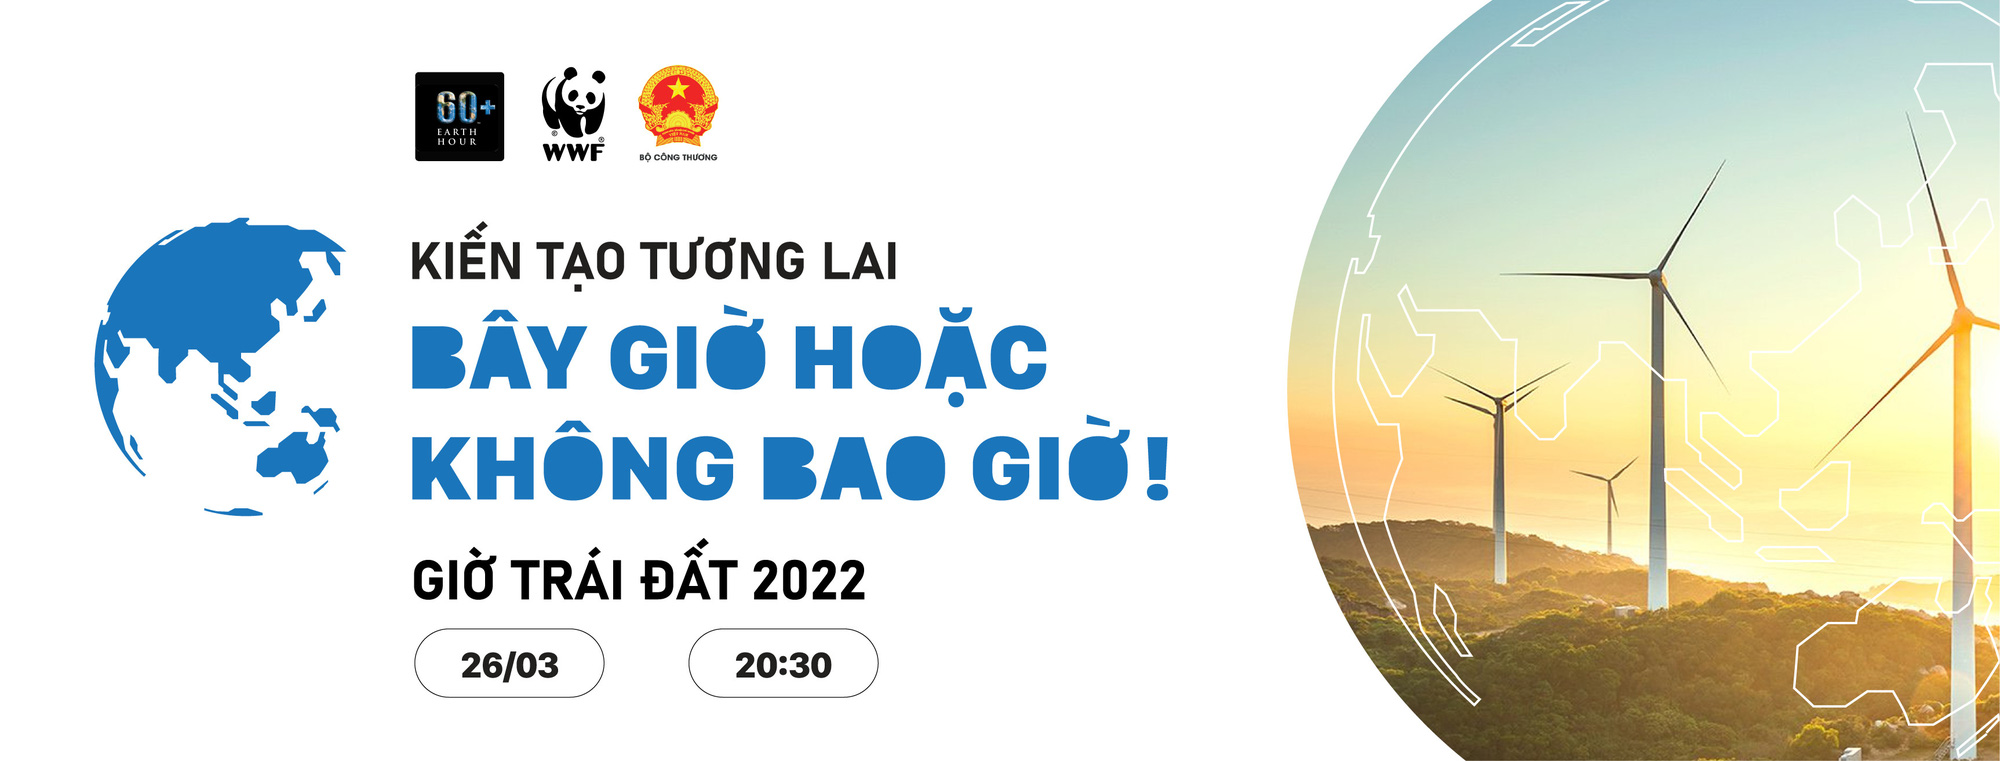 60+
EARTH
HOUR
WWF
BỘ CÔNG THƯƠNG
KIẾN TẠO TƯƠNG LAI
BÂY GIỜ HOẶC
KHÔNG BAO GIỜ!
GIỜ TRÁI ĐẤT 2022
26/03
20:30